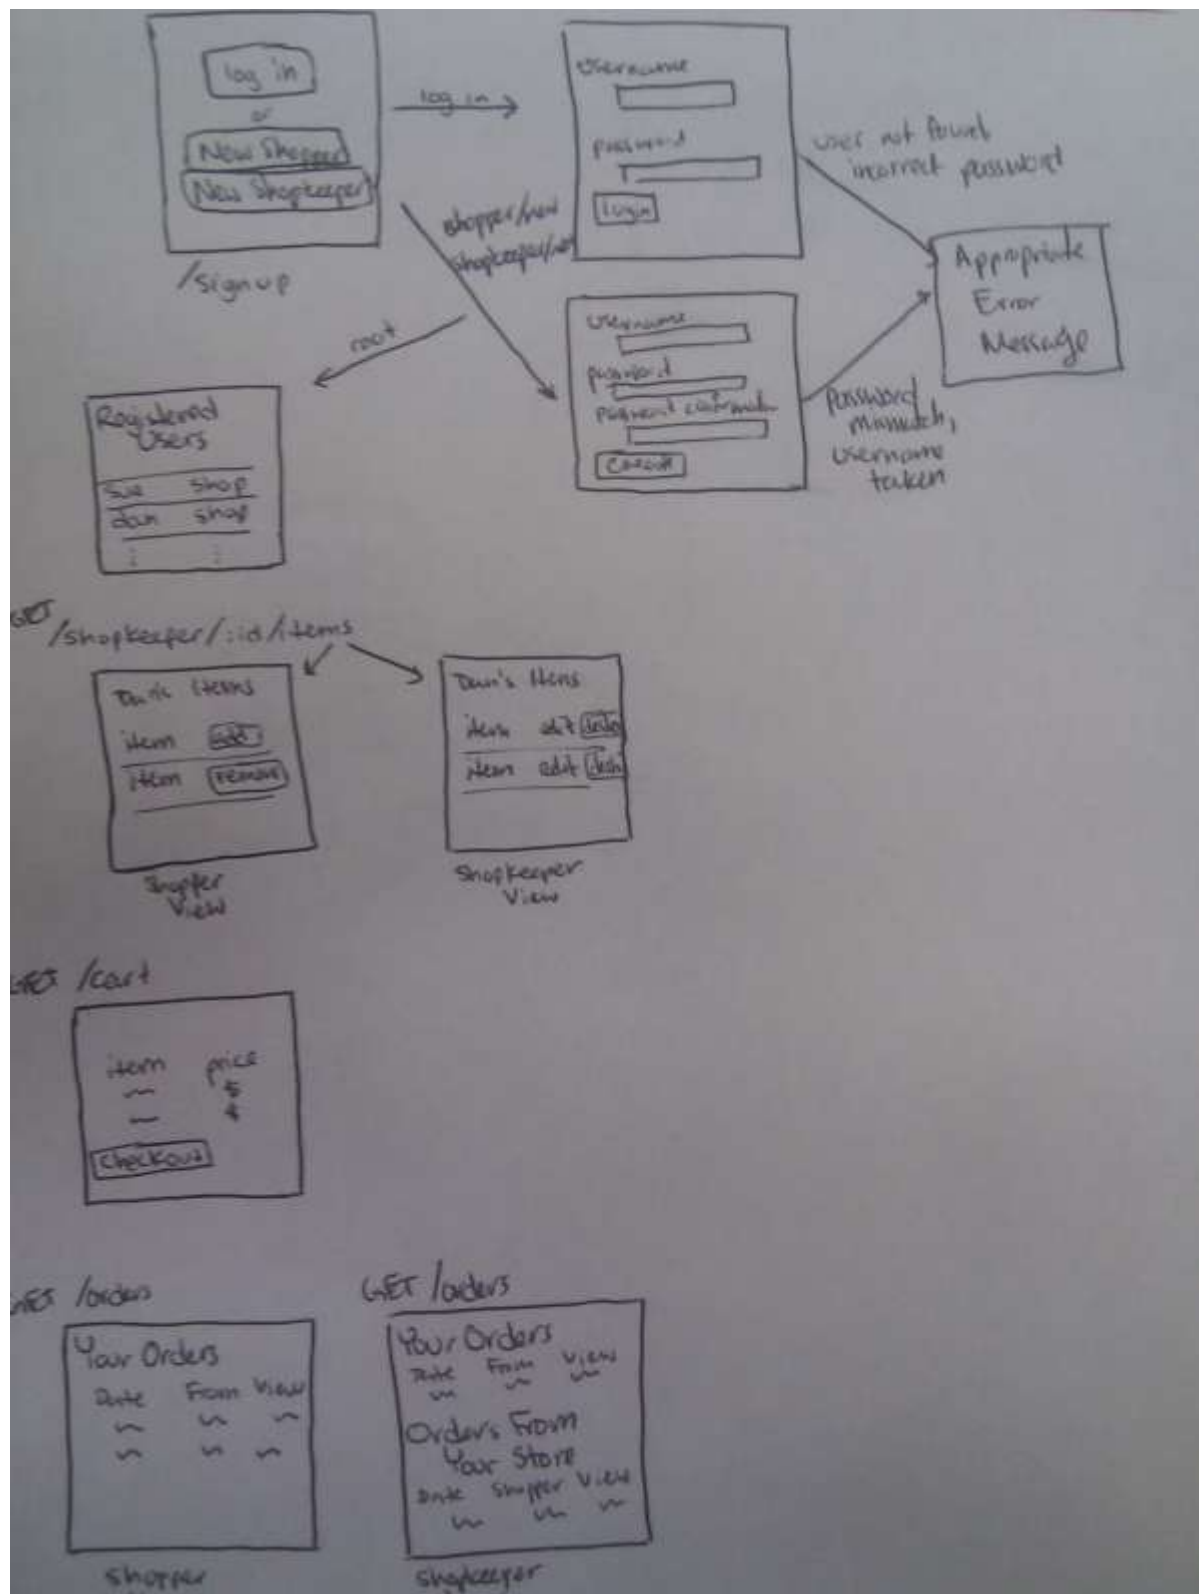 log in
or
New Shopper
New Shopkeeper
/signup
log in
shopper/new
shopkeeper/new
root
Username
password
login
user not found
incorrect password
Username
password
password confirmation
Appropriate
Error
Message
Password
Mismatch,
Username
taken
Registered
Users
Sue shop
dan shop
GET
/shopkeeper/:id/items
Dan's Items
item add
item remove
Shopper
View
Dan's Items
item edit
item edit
Shopkeeper
View
GET /cart
item price
$
$
Checkout
GET /orders
Your Orders
Date From View
shopper
GET /orders
Your Orders
Date From View
Orders From
Your Store
Date Shopper View
shopkeeper